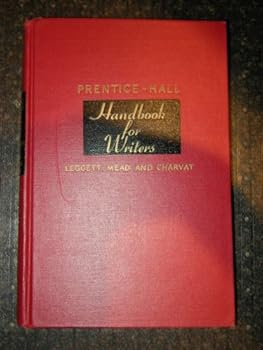 PRENTICE-HALL
Handbook
for
Writers
LEGGETT, MEAD AND CHARVAT